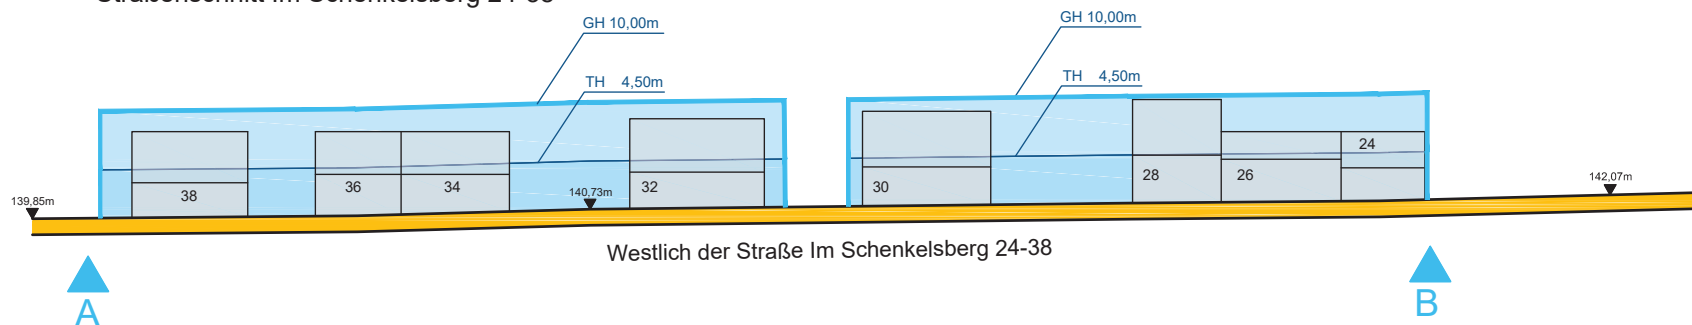 GH 10,00m
GH 10,00m
TH 4,50m
TH 4,50m
38
36
34
32
30
28
26
24
139,85m
140,73m
142,07m
Westlich der Straße Im Schenkelsberg 24-38
A
B